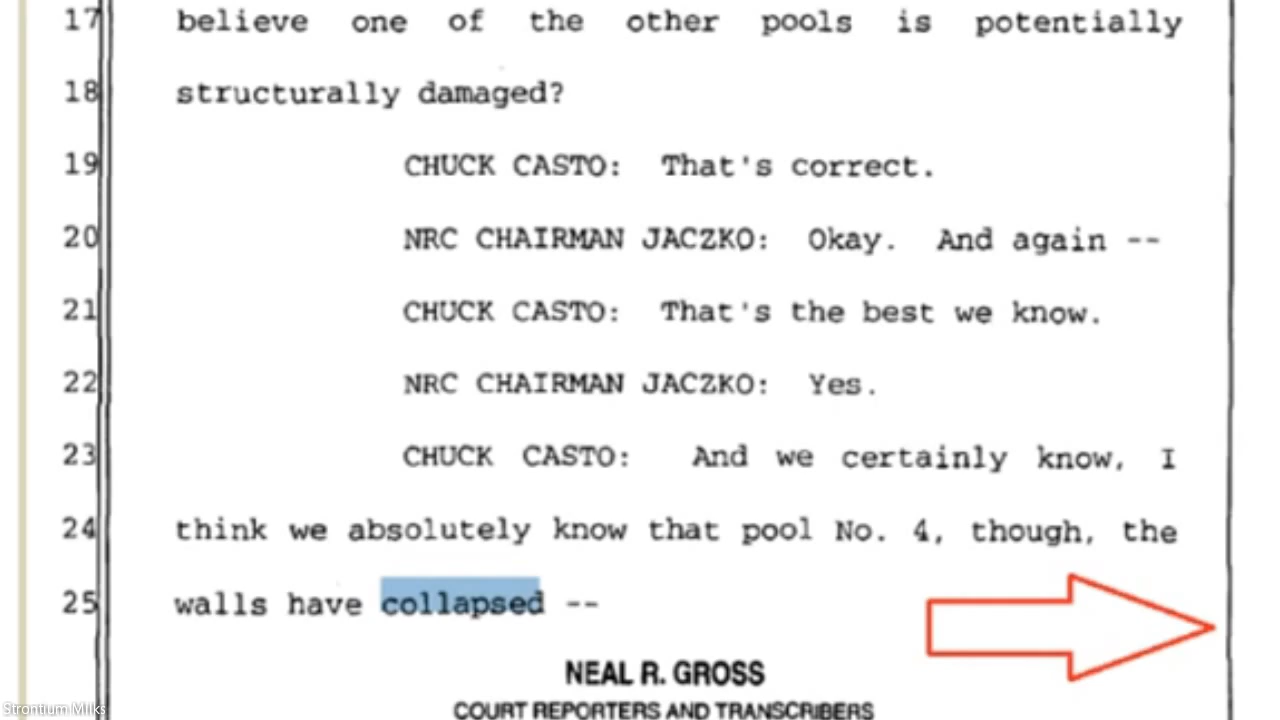 17 believe one of the other pools is potentially
18 structurally damaged?
19 CHUCK CASTO: That's correct.
20 NRC CHAIRMAN JACZKO: Okay. And again --
21 CHUCK CASTO: That's the best we know.
22 NRC CHAIRMAN JACZKO: Yes.
23 CHUCK CASTO: And we certainly know, I
24 think we absolutely know that pool No. 4, though, the
25 walls have collapsed --
NEAL R. GROSS
COURT REPORTERS AND TRANSCRIBERS
Strontium Milks